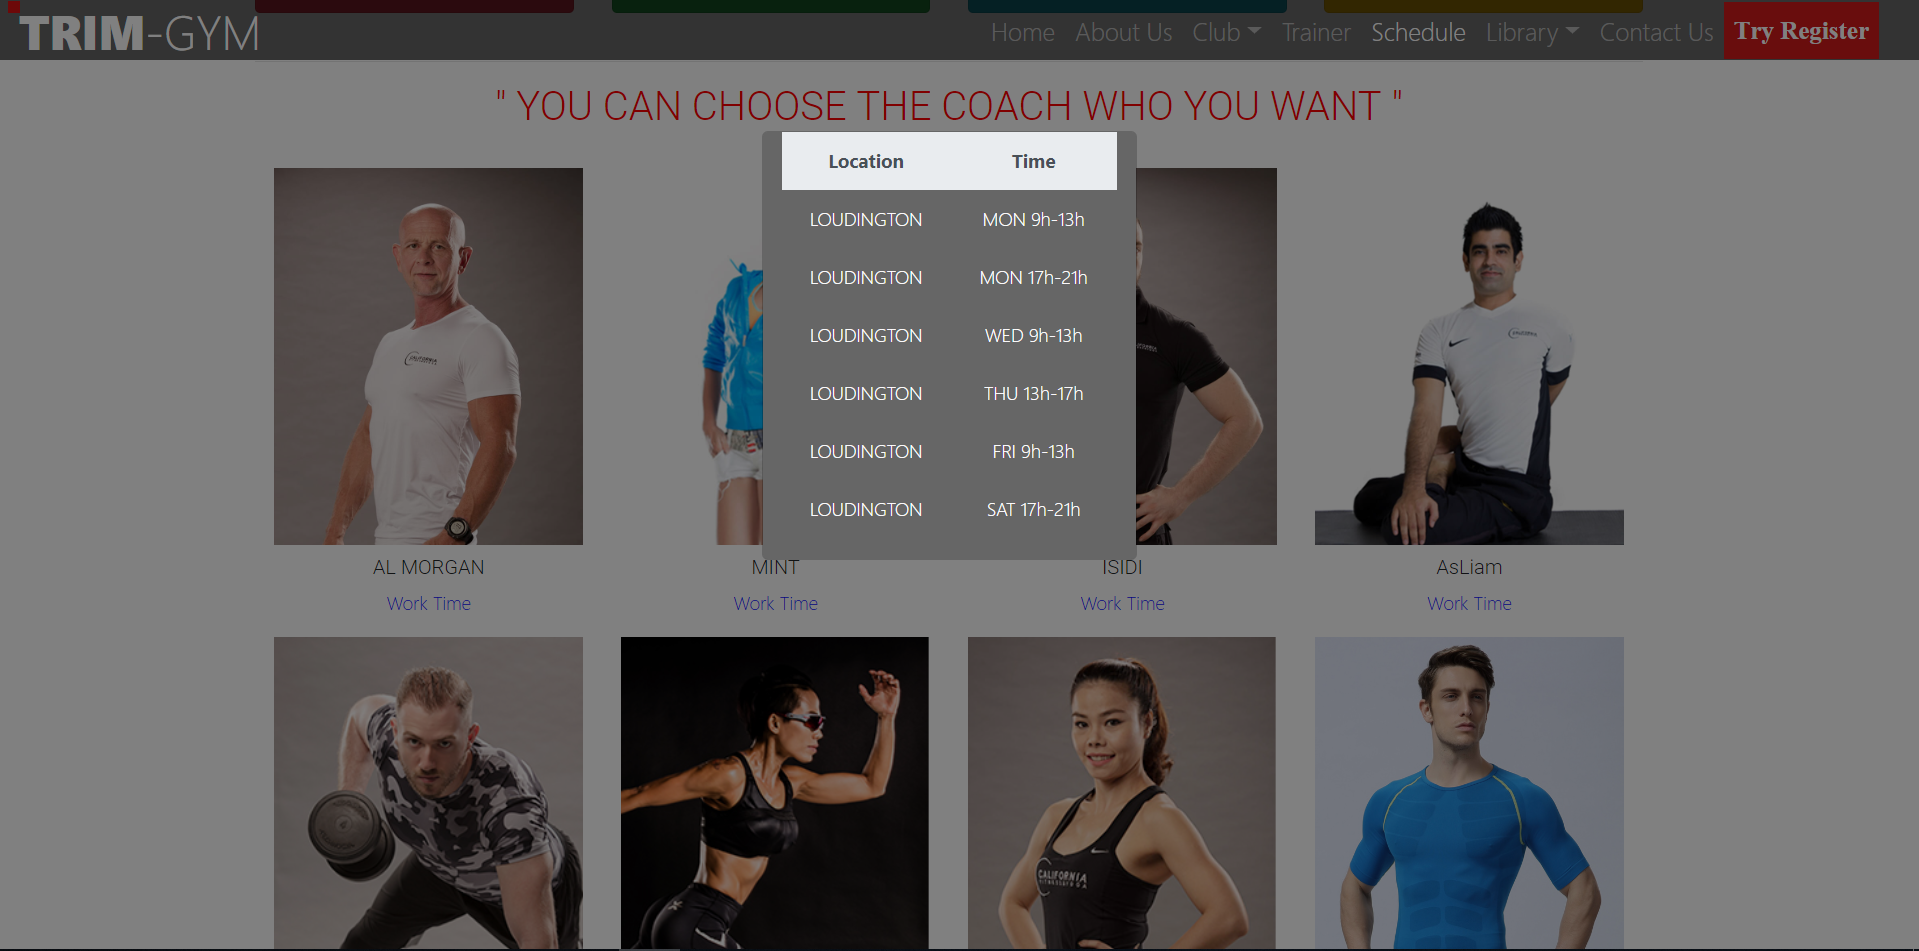 TRIM-GYM
Home About Us Club Trainer Schedule Library Contact Us Try Register
" YOU CAN CHOOSE THE COACH WHO YOU WANT "
Location Time
LOUDINGTON MON 9h-13h
LOUDINGTON MON 17h-21h
LOUDINGTON WED 9h-13h
LOUDINGTON THU 13h-17h
LOUDINGTON FRI 9h-13h
LOUDINGTON SAT 17h-21h
CALIFORNIA
CALIFORNIA
AL MORGAN MINT ISIDI AsLiam
Work Time Work Time Work Time Work Time
CALIFORNIA